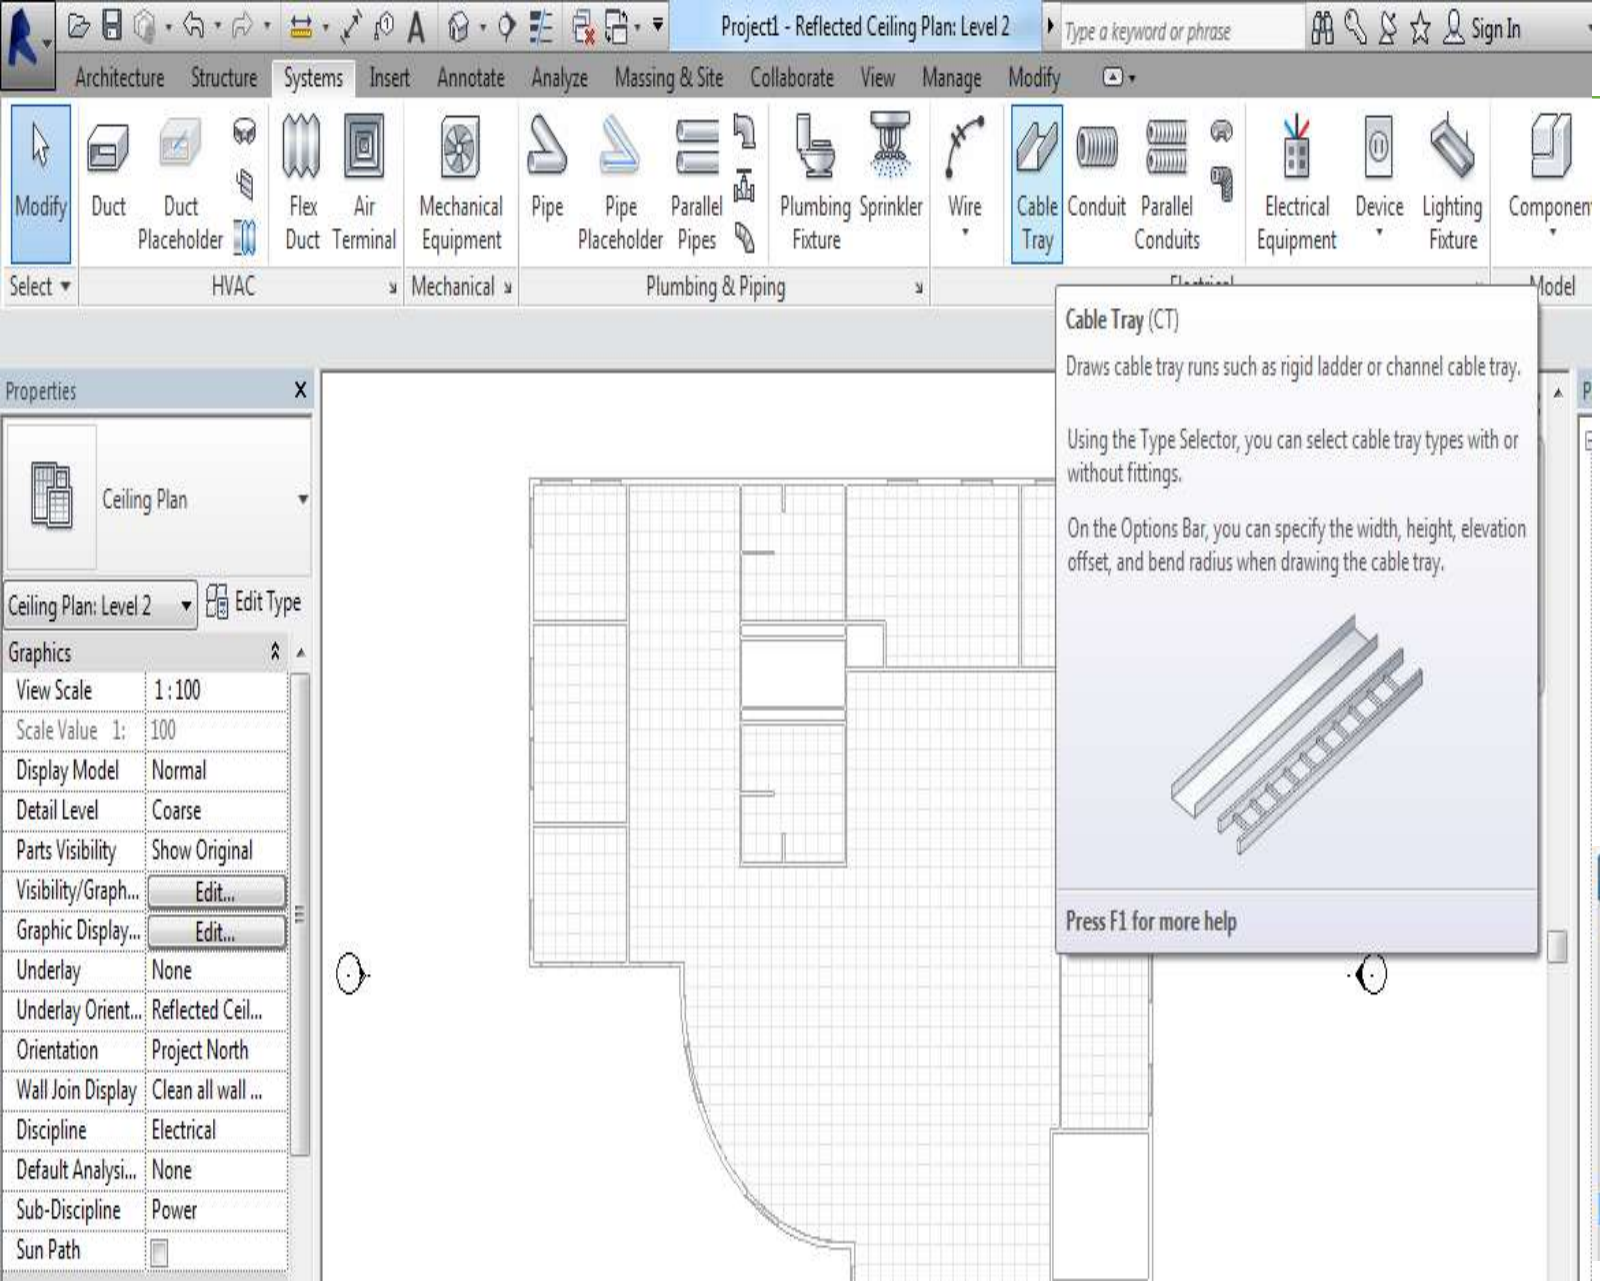 Project1 - Reflected Ceiling Plan: Level 2
Type a keyword or phrase
Sign In
Architecture Structure Systems Insert Annotate Analyze Massing & Site Collaborate View Manage Modify
Modify
Duct
Duct Placeholder
Flex Duct
Air Terminal
Mechanical Equipment
Pipe
Pipe Placeholder
Parallel Pipes
Plumbing Fixture
Sprinkler
Wire
Cable Tray
Conduit
Parallel Conduits
Electrical Equipment
Device
Lighting Fixture
Componen
Select
HVAC
Mechanical
Plumbing & Piping
Electrical
Model
Cable Tray (CT)
Draws cable tray runs such as rigid ladder or channel cable tray.
Using the Type Selector, you can select cable tray types with or
without fittings.
On the Options Bar, you can specify the width, height, elevation
offset, and bend radius when drawing the cable tray.
Press F1 for more help
Properties X
Ceiling Plan
Ceiling Plan: Level 2 Edit Type
Graphics
View Scale 1 : 100
Scale Value 1: 100
Display Model Normal
Detail Level Coarse
Parts Visibility Show Original
Visibility/Graph... Edit...
Graphic Display... Edit...
Underlay None
Underlay Orient... Reflected Ceil...
Orientation Project North
Wall Join Display Clean all wall ...
Discipline Electrical
Default Analysi... None
Sub-Discipline Power
Sun Path
P